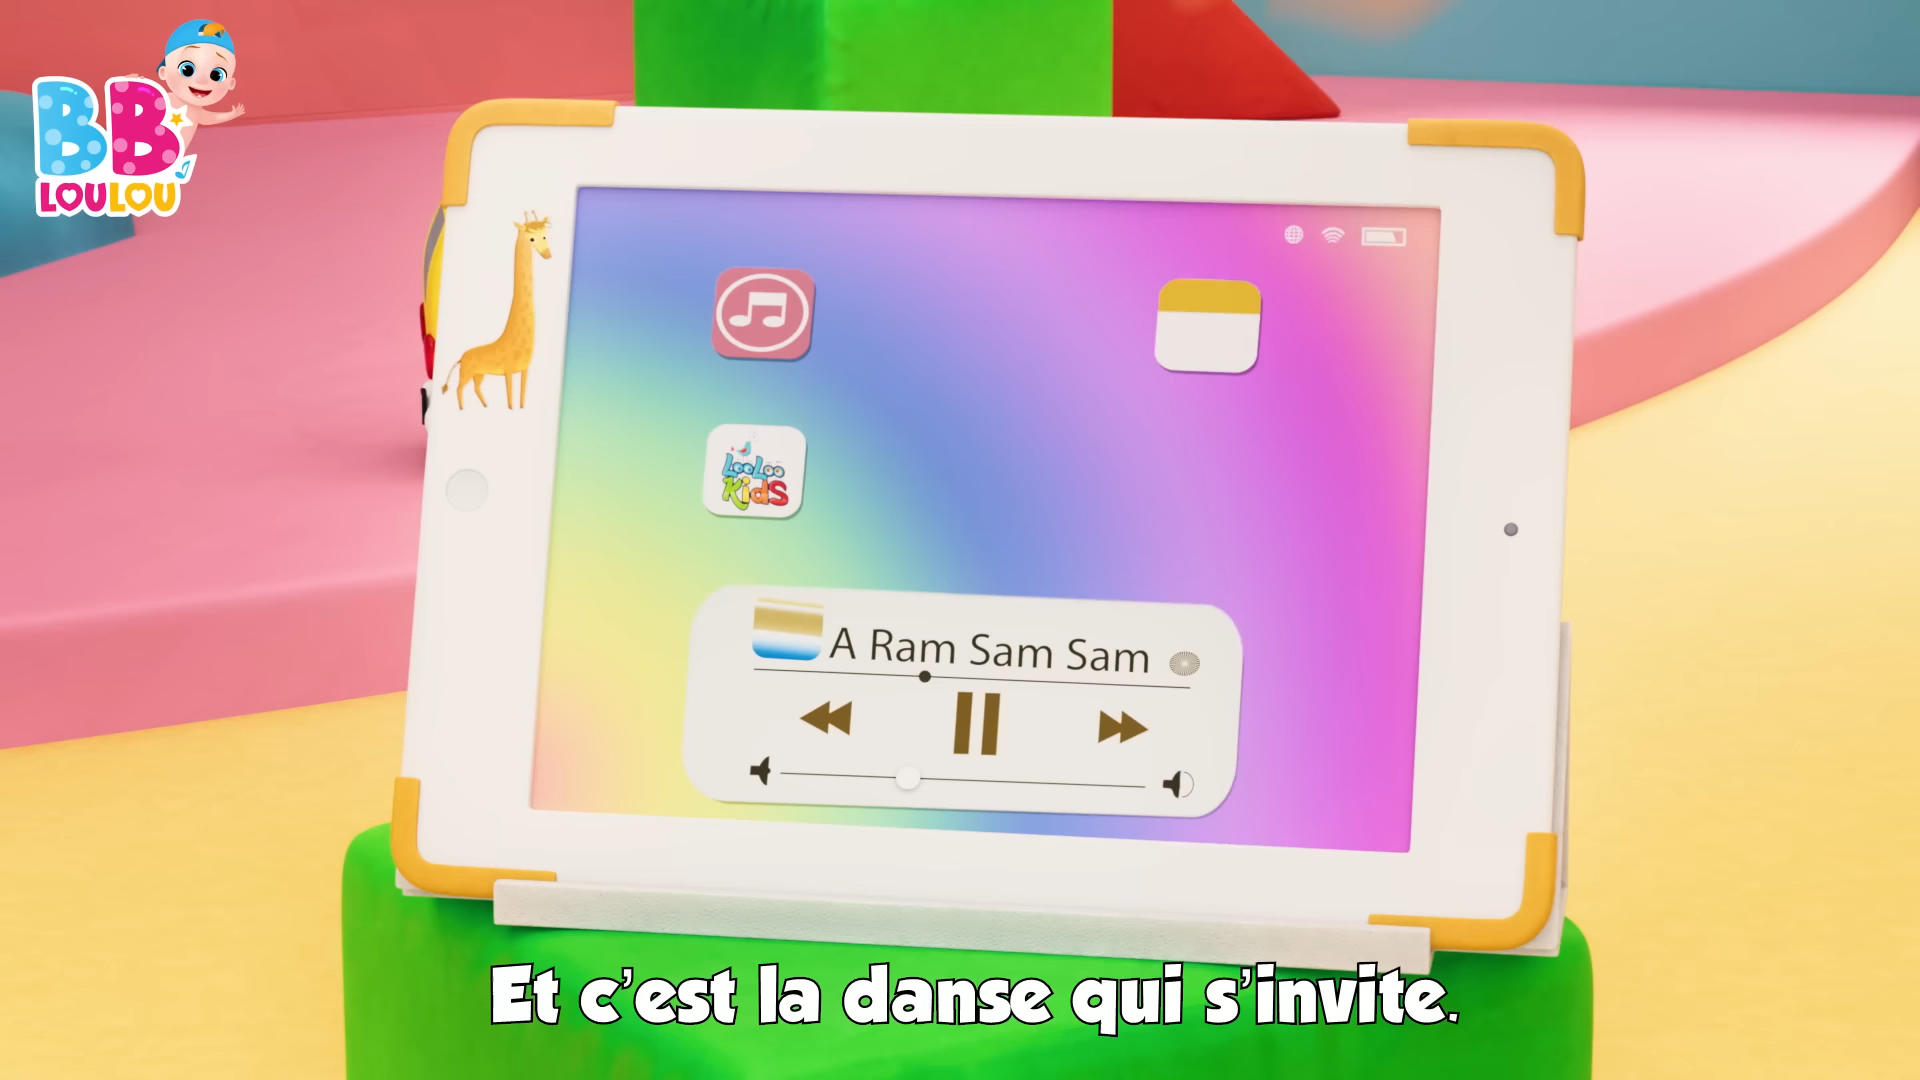 BB
LOULOU
LooLoo
Kids
A Ram Sam Sam
Et c'est la danse qui s'invite.